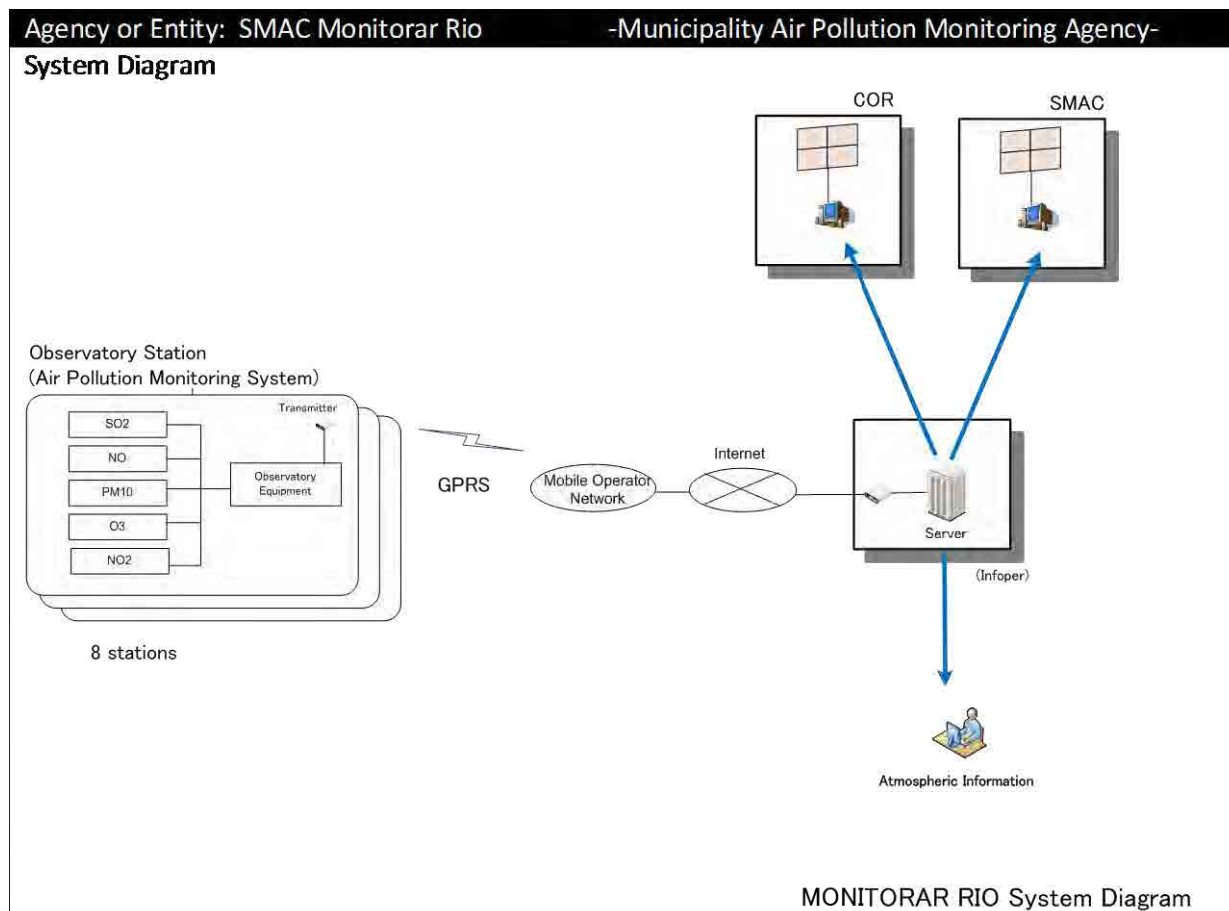 Agency or Entity: SMAC Monitorar Rio -Municipality Air Pollution Monitoring Agency-
System Diagram
COR
SMAC
Observatory Station
(Air Pollution Monitoring System)
Transmitter
SO2
NO
PM10
O3
NO2
Observatory
Equipment
8 stations
GPRS
Mobile Operator
Network
Internet
Server
(Infoper)
Atmospheric Information
MONITORAR RIO System Diagram